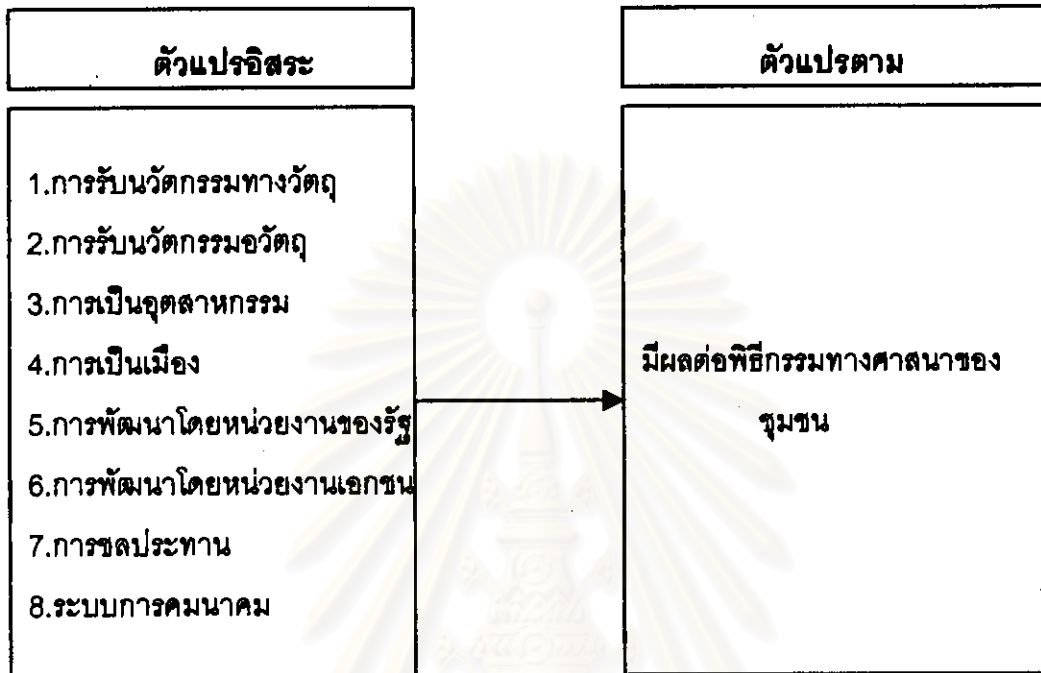 ตัวแปรอิสระ
ตัวแปรตาม
1.การรับนวัตกรรมทางวัตถุ
2.การรับนวัตกรรมอวัตถุ
3.การเป็นอุตสาหกรรม
4.การเป็นเมือง
5.การพัฒนาโดยหน่วยงานของรัฐ
6.การพัฒนาโดยหน่วยงานเอกชน
7.การชลประทาน
8.ระบบการคมนาคม
มีผลต่อพิธีกรรมทางศาสนาของ
ชุมชน